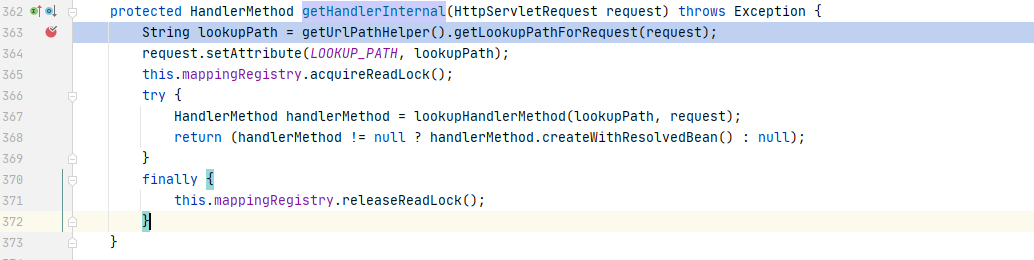 362 protected HandlerMethod getHandlerInternal(HttpServletRequest request) throws Exception {
363 String lookupPath = getUrlPathHelper().getLookupPathForRequest(request);
364 request.setAttribute(LOOKUP_PATH, lookupPath);
365 this.mappingRegistry.acquireReadLock();
366 try {
367 HandlerMethod handlerMethod = lookupHandlerMethod(lookupPath, request);
368 return (handlerMethod != null ? handlerMethod.createWithResolvedBean() : null);
369 }
370 finally {
371 this.mappingRegistry.releaseReadLock();
372 }
373 }